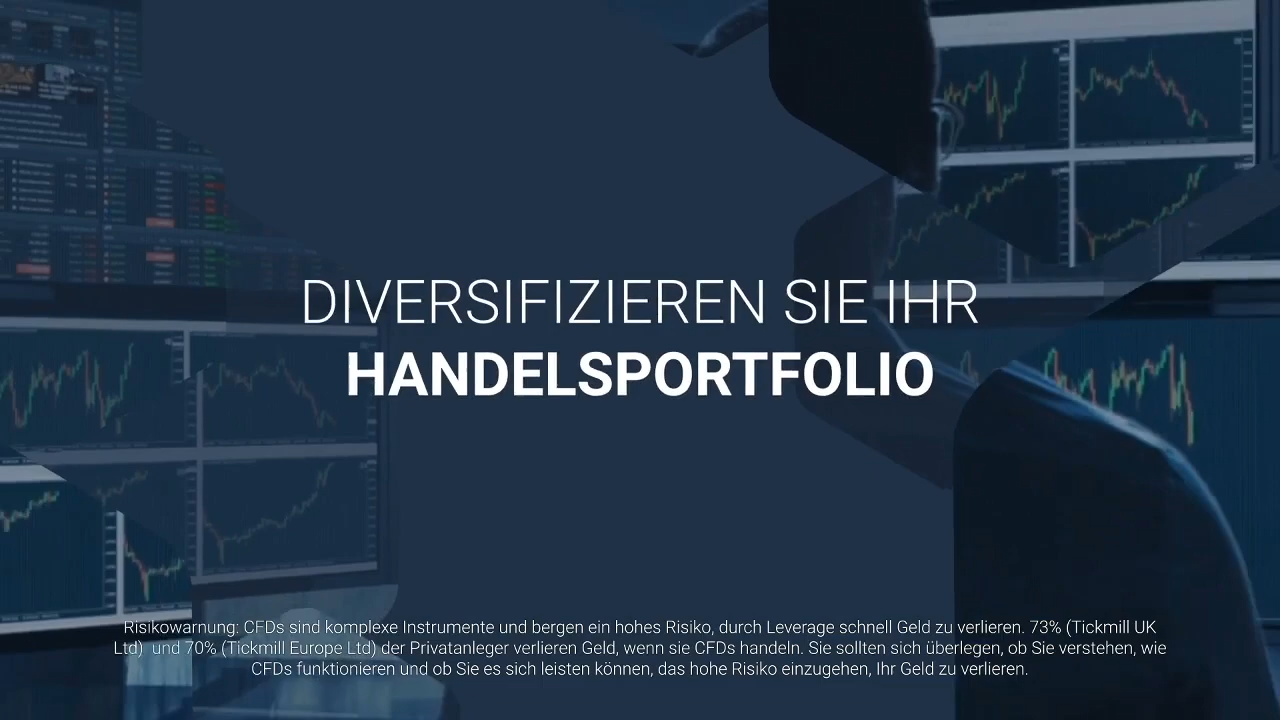 DIVERSIFIZIEREN SIE IHR
HANDELSPORTFOLIO
Risikowarnung: CFDs sind komplexe Instrumente und bergen ein hohes Risiko, durch Leverage schnell Geld zu verlieren. 73% (Tickmill UK
Ltd) und 70% (Tickmill Europe Ltd) der Privatanleger verlieren Geld, wenn sie CFDs handeln. Sie sollten sich überlegen, ob Sie verstehen, wie
CFDs funktionieren und ob Sie es sich leisten können, das hohe Risiko einzugehen, Ihr Geld zu verlieren.